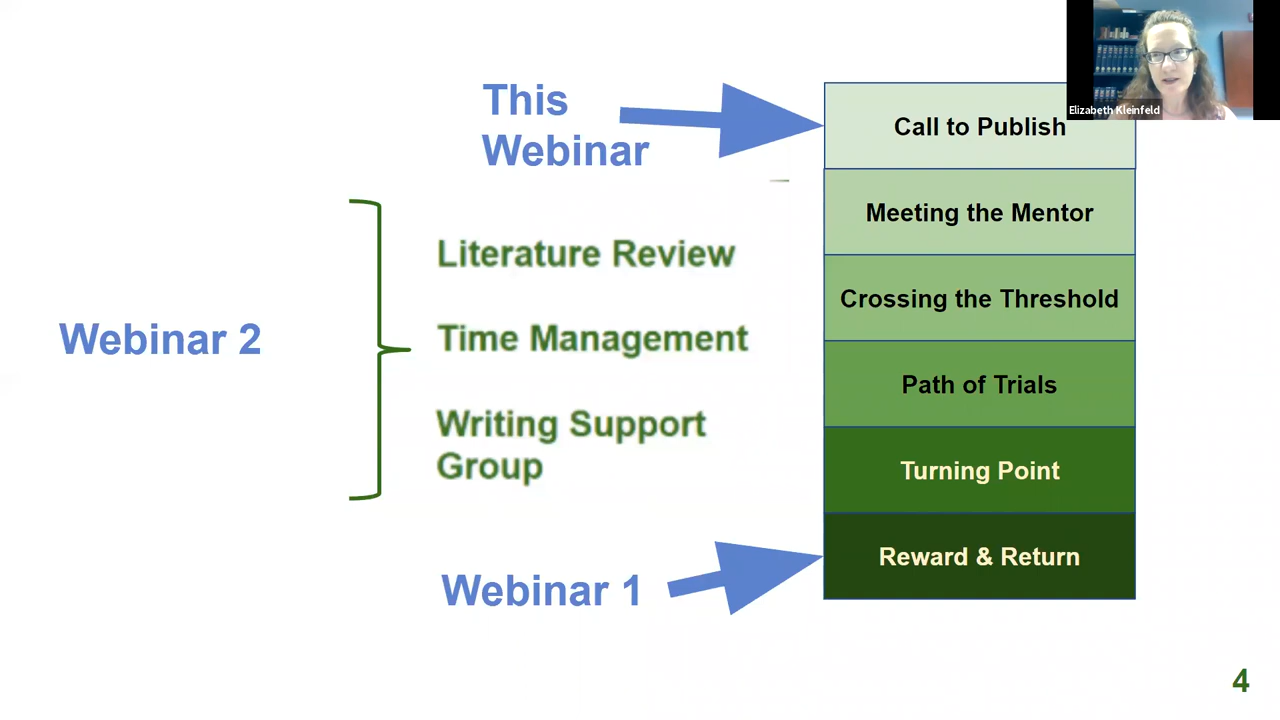 This
Webinar
Elizabeth Kleinfeld
Call to Publish
Meeting the Mentor
Literature Review
Crossing the Threshold
Webinar 2
Time Management
Path of Trials
Writing Support
Group
Turning Point
Reward & Return
Webinar 1
4